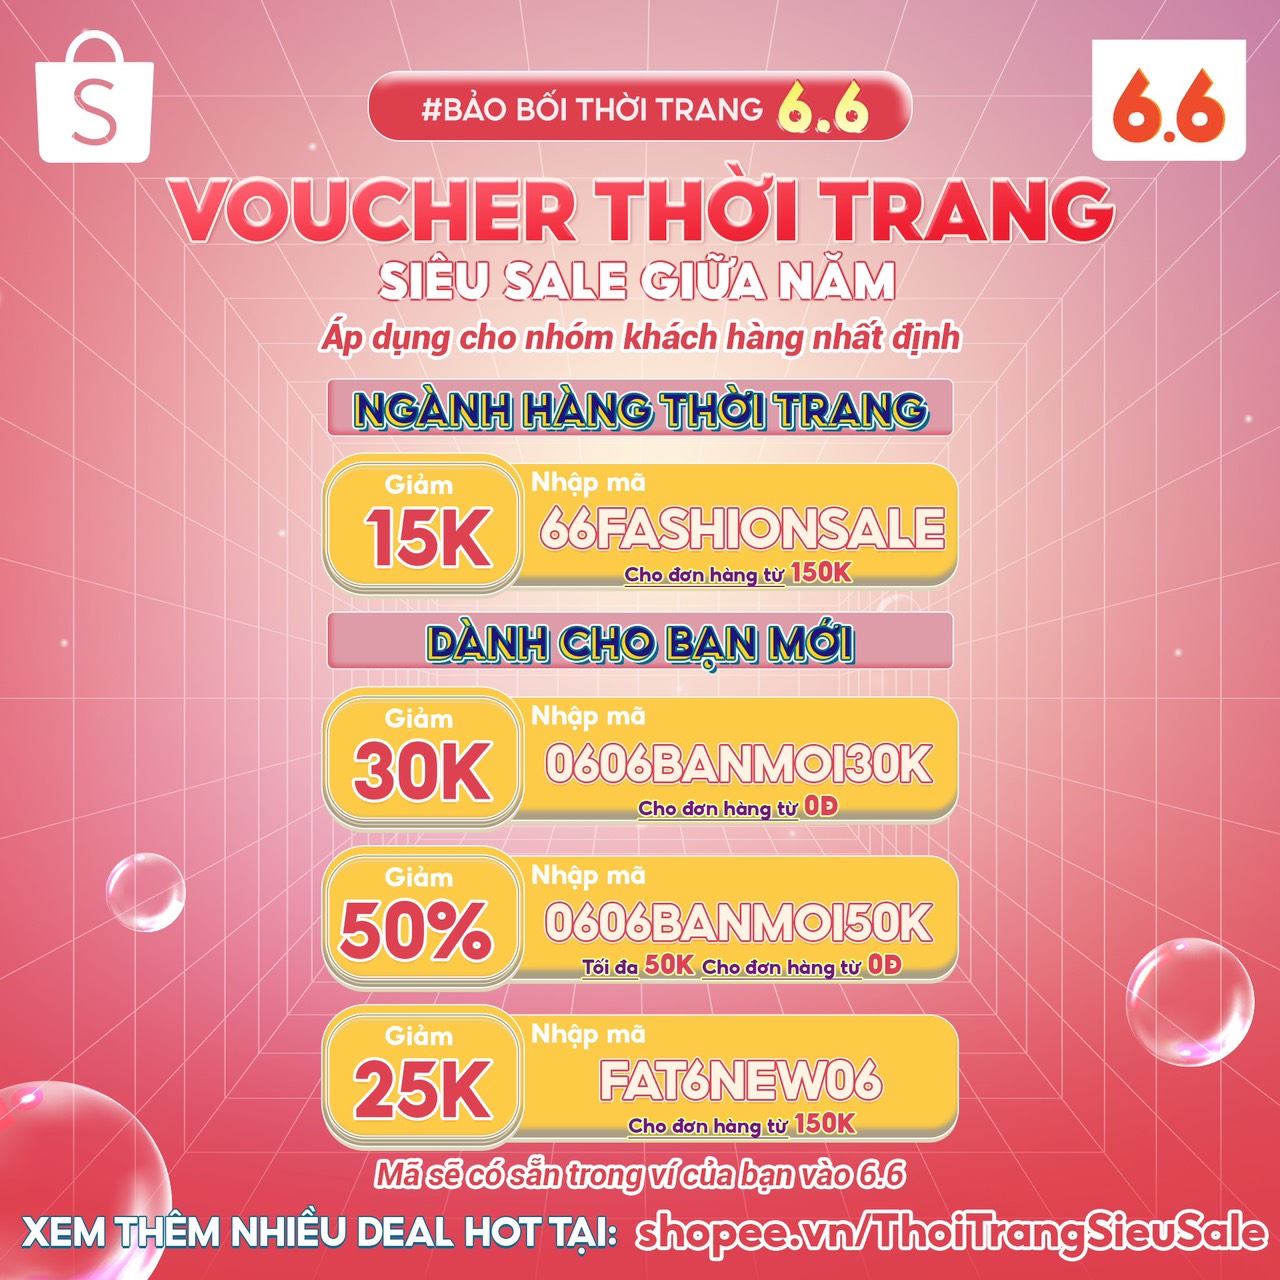 S
#BẢO BỐI THỜI TRANG 6.6
6.6
VOUCHER THỜI TRANG
SIÊU SALE GIỮA NĂM
Áp dụng cho nhóm khách hàng nhất định
NGÀNH HÀNG THỜI TRANG
Giảm
15K
Nhập mã
66FASHIONSALE
Cho đơn hàng từ 150K
DÀNH CHO BẠN MỚI
Giảm
30K
Nhập mã
0606BANMOI30K
Cho đơn hàng từ 0Đ
Giảm
50%
Nhập mã
0606BANMOI50K
Tối đa 50K Cho đơn hàng từ 0Đ
Giảm
25K
Nhập mã
FAT6NEW06
Cho đơn hàng từ 150K
Mã sẽ có sẵn trong ví của bạn vào 6.6
XEM THÊM NHIỀU DEAL HOT TẠI: shopee.vn/ThoiTrangSieuSale